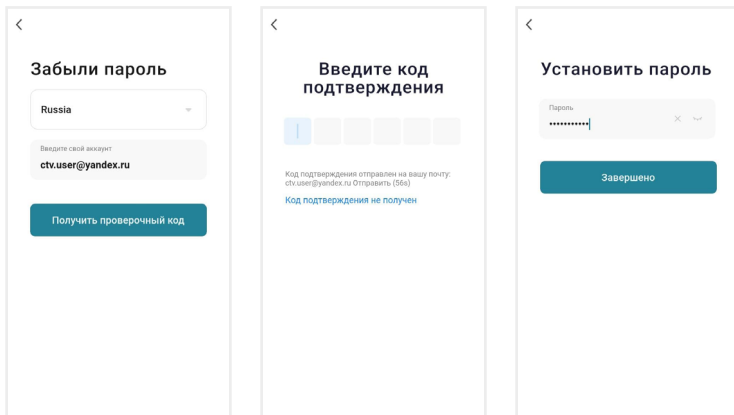 Забыли пароль
Russia
Введите свой аккаунт
ctv.user@yandex.ru
Получить проверочный код
Введите код
подтверждения
Код подтверждения отправлен на вашу почту:
ctv.user@yandex.ru Отправить (56s)
Код подтверждения не получен
Установить пароль
Пароль
•••••••••••
Завершено